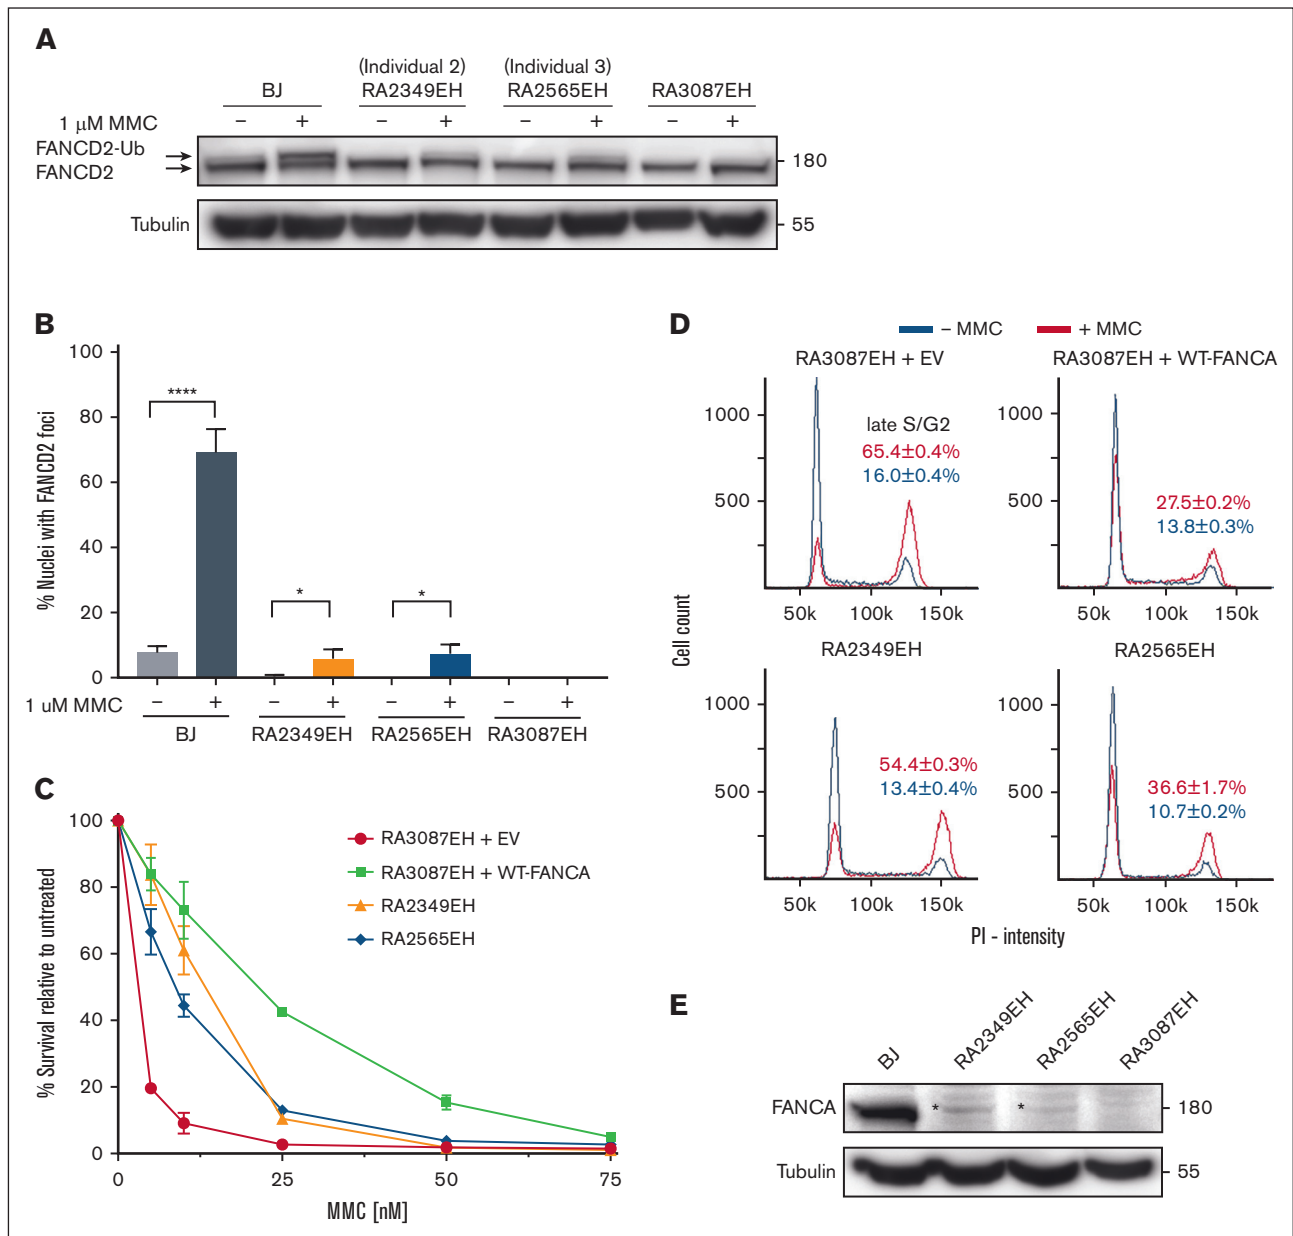 A
(Individual 2) (Individual 3)
BJ RA2349EH RA2565EH RA3087EH
1 μM MMC − + − + − + − +
FANCD2-Ub
FANCD2
180
Tubulin
55
B
% Nuclei with FANCD2 foci
100
80
60
40
20
0
****
*
*
1 uM MMC − + − + − + − +
BJ RA2349EH RA2565EH RA3087EH
C
% Survival relative to untreated
100
80
60
40
20
0
RA3087EH + EV
RA3087EH + WT-FANCA
RA2349EH
RA2565EH
0 25 50 75
MMC [nM]
D
− MMC + MMC
Cell count
RA3087EH + EV
1000
500
late S/G2
65.4±0.4%
16.0±0.4%
50k 100k 150k
RA3087EH + WT-FANCA
1000
500
27.5±0.2%
13.8±0.3%
50k 100k 150k
RA2349EH
1000
500
54.4±0.3%
13.4±0.4%
50k 100k 150k
RA2565EH
1000
500
36.6±1.7%
10.7±0.2%
50k 100k 150k
PI - intensity
E
BJ RA2349EH RA2565EH RA3087EH
FANCA * * 180
Tubulin 55